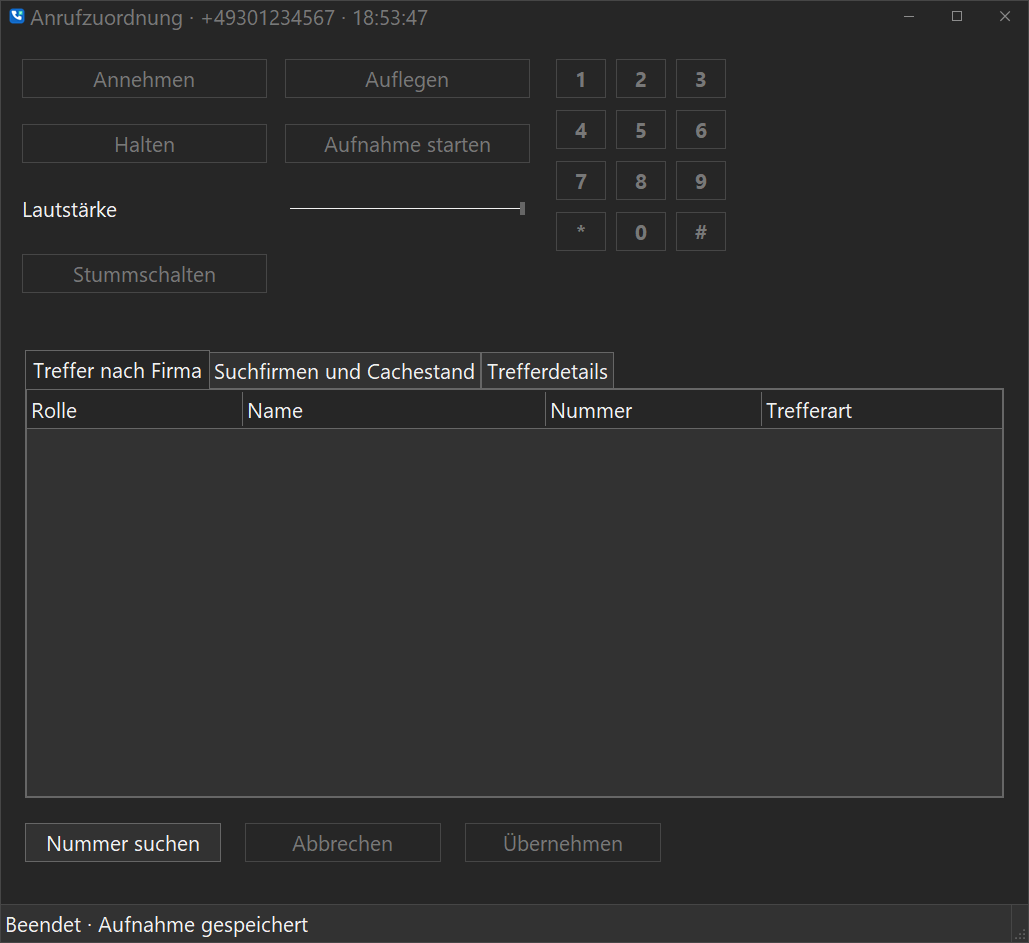 Anrufzuordnung · +49301234567 · 18:53:47
Annehmen Auflegen 1 2 3
Halten Aufnahme starten 4 5 6
7 8 9
Lautstärke
* 0 #
Stummschalten
Treffer nach Firma Suchfirmen und Cachestand Trefferdetails
Rolle Name Nummer Trefferart
Nummer suchen Abbrechen Übernehmen
Beendet · Aufnahme gespeichert